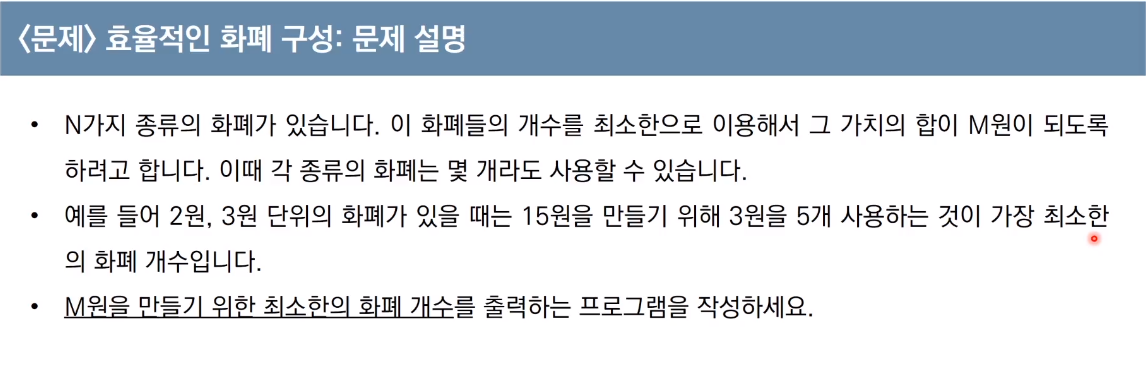 <문제> 효율적인 화폐 구성: 문제 설명
• N가지 종류의 화폐가 있습니다. 이 화폐들의 개수를 최소한으로 이용해서 그 가치의 합이 M원이 되도록
하려고 합니다. 이때 각 종류의 화폐는 몇 개라도 사용할 수 있습니다.
• 예를 들어 2원, 3원 단위의 화폐가 있을 때는 15원을 만들기 위해 3원을 5개 사용하는 것이 가장 최소한
의 화폐 개수입니다.
• M원을 만들기 위한 최소한의 화폐 개수를 출력하는 프로그램을 작성하세요.